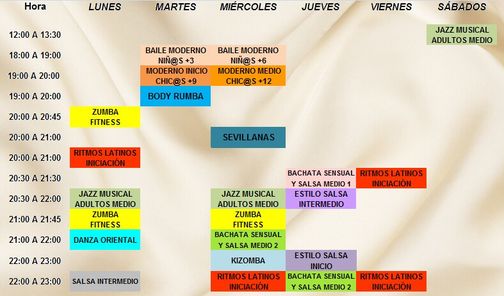 Hora LUNES MARTES MIÉRCOLES JUEVES VIERNES SÁBADOS
12:00 A 13:30 JAZZ MUSICAL
ADULTOS MEDIO
18:00 A 19:00 BAILE MODERNO BAILE MODERNO
NIÑ@S +3 NIÑ@S +6
19:00 A 20:00 MODERNO INICIO MODERNO MEDIO
CHIC@S +9 CHIC@S +12
19:00 A 20:00 BODY RUMBA
20:00 A 20:45 ZUMBA
FITNESS
20:00 A 21:00 SEVILLANAS
20:00 A 21:00 RITMOS LATINOS
INICIACIÓN
20:30 A 21:30 BACHATA SENSUAL RITMOS LATINOS
Y SALSA MEDIO 1 INICIACIÓN
20:30 A 22:00 JAZZ MUSICAL JAZZ MUSICAL ESTILO SALSA
ADULTOS MEDIO ADULTOS MEDIO INTERMEDIO
21:00 A 21:45 ZUMBA ZUMBA
FITNESS FITNESS
21:00 A 22:00 DANZA ORIENTAL BACHATA SENSUAL
Y SALSA MEDIO 2
22:00 A 23:00 KIZOMBA ESTILO SALSA
INICIO
22:00 A 23:00 SALSA INTERMEDIO RITMOS LATINOS BACHATA SENSUAL RITMOS LATINOS
INICIACIÓN Y SALSA MEDIO 2 INICIACIÓN